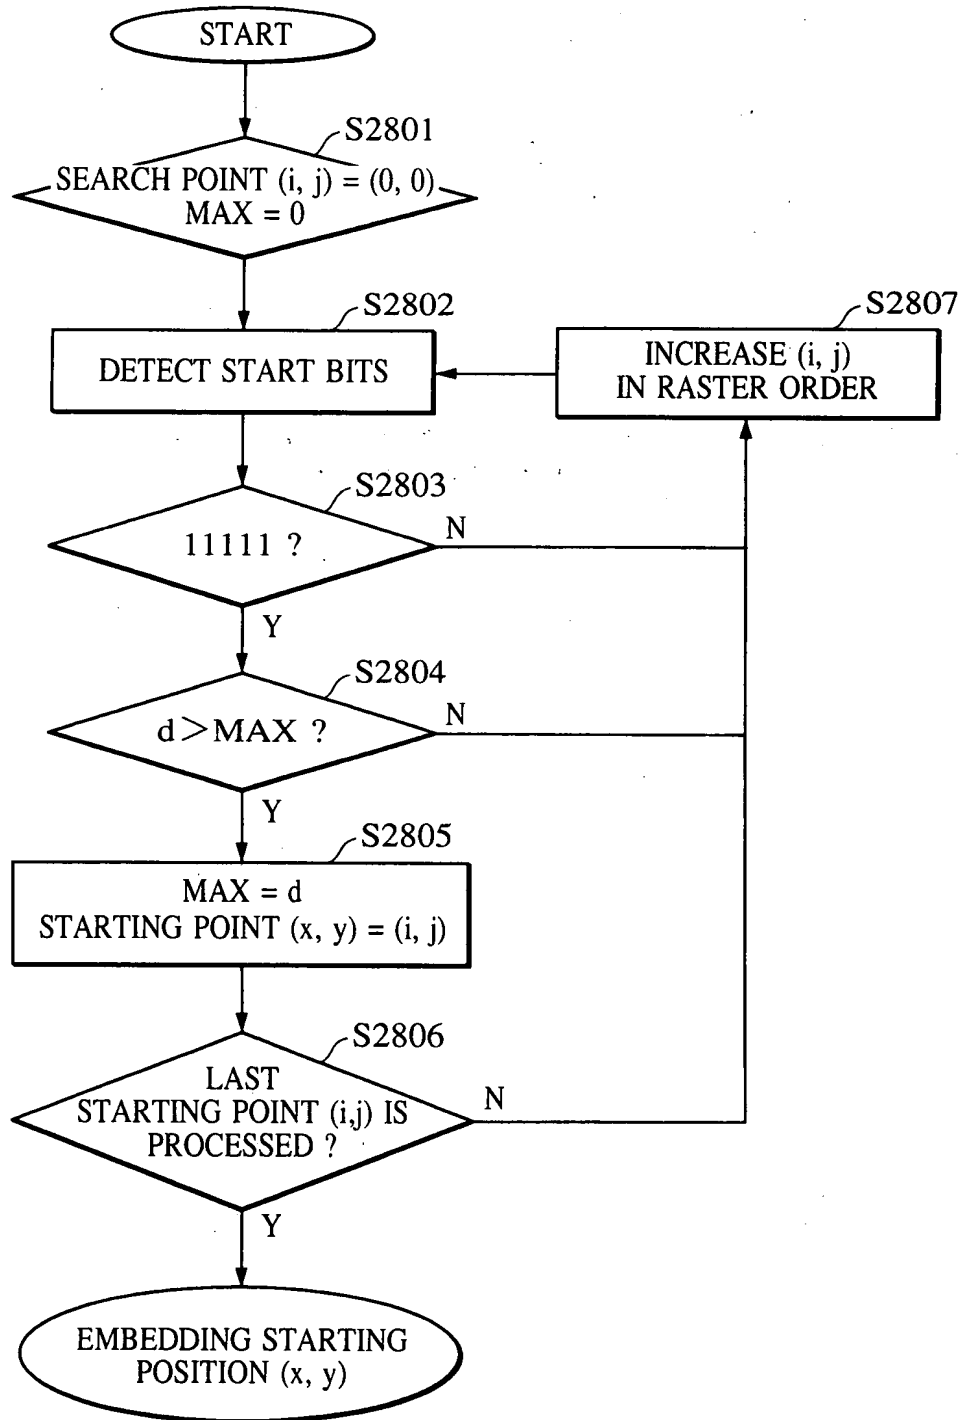 START
S2801
SEARCH POINT (i, j) = (0, 0)
MAX = 0
S2802
DETECT START BITS
S2807
INCREASE (i, j)
IN RASTER ORDER
S2803
11111 ?
N
Y
S2804
d>MAX ?
N
Y
S2805
MAX = d
STARTING POINT (x, y) = (i, j)
S2806
LAST
STARTING POINT (i,j) IS
PROCESSED ?
N
Y
EMBEDDING STARTING
POSITION (x, y)